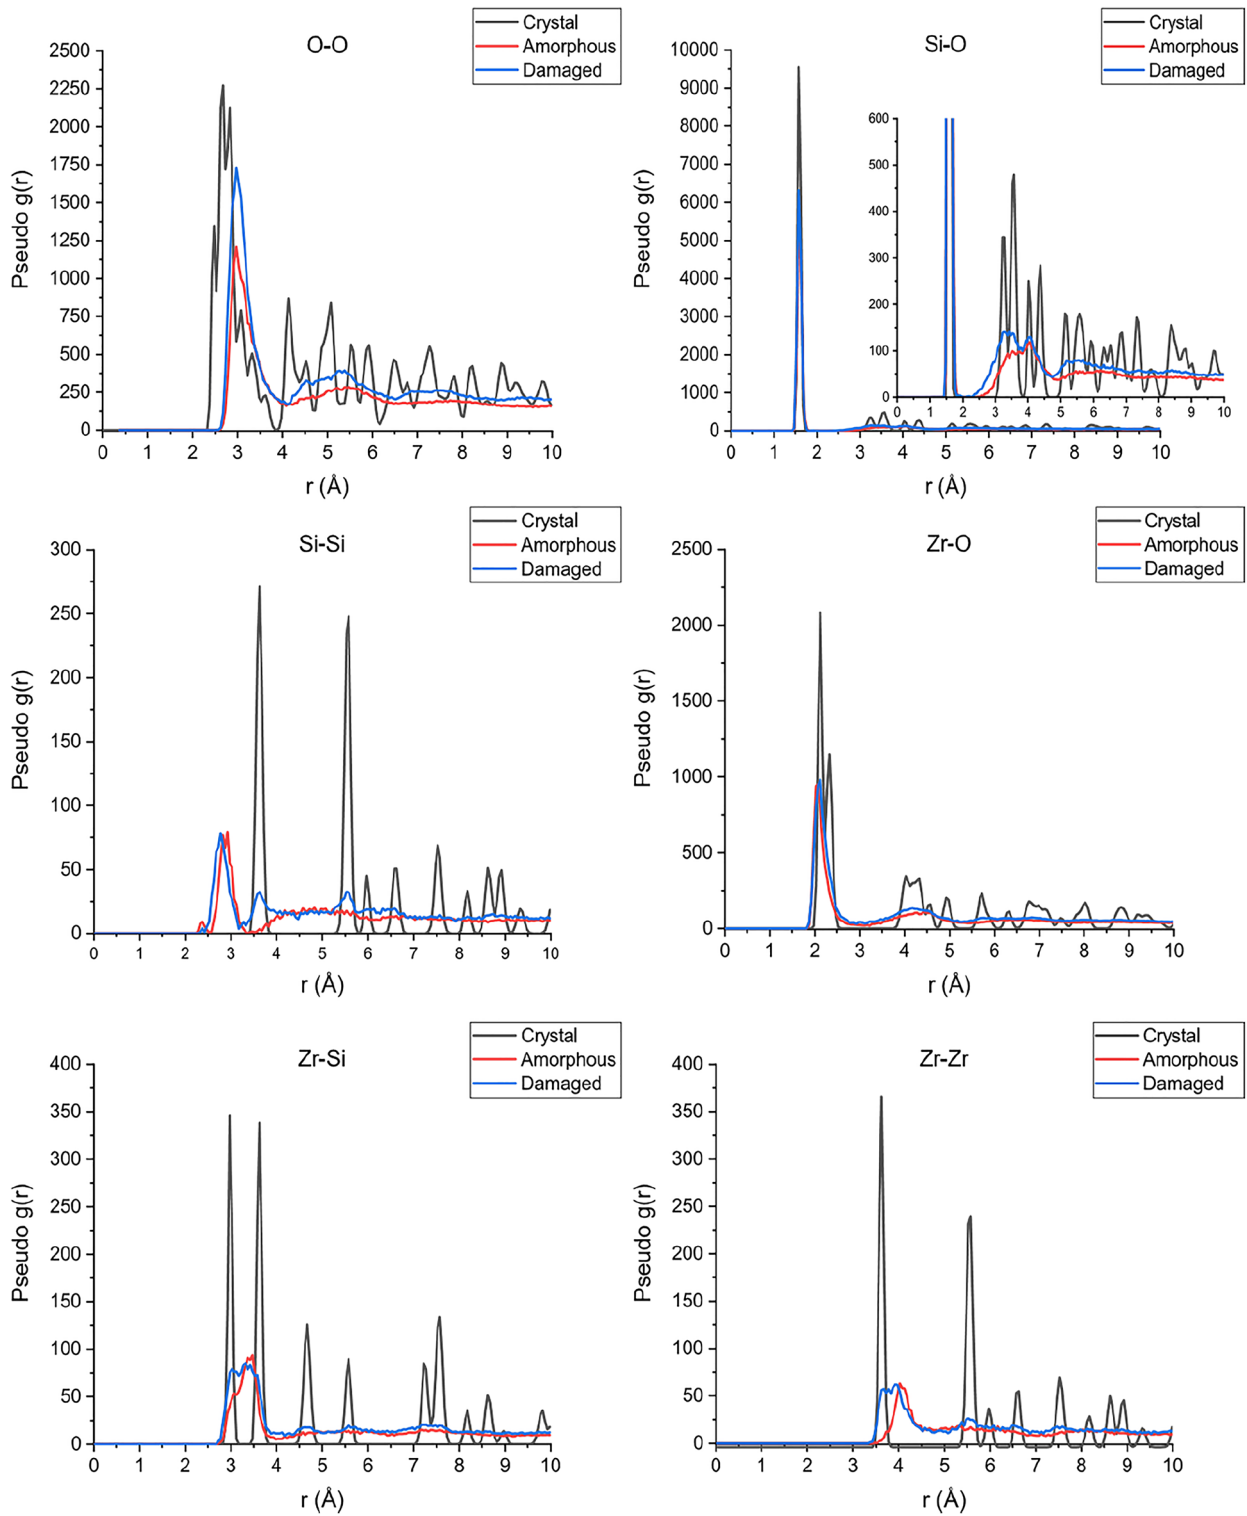 O-O
Crystal
Amorphous
Damaged
2500
2250
2000
1750
1500
1250
1000
750
500
250
0
Pseudo g(r)
0 1 2 3 4 5 6 7 8 9 10
r (Å)
Si-O
Crystal
Amorphous
Damaged
10000
9000
8000
7000
6000
5000
4000
3000
2000
1000
0
Pseudo g(r)
600
500
400
300
200
100
0
0 1 2 3 4 5 6 7 8 9 10
0 1 2 3 4 5 6 7 8 9 10
r (Å)
Si-Si
Crystal
Amorphous
Damaged
300
250
200
150
100
50
0
Pseudo g(r)
0 1 2 3 4 5 6 7 8 9 10
r (Å)
Zr-O
Crystal
Amorphous
Damaged
2500
2000
1500
1000
500
0
Pseudo g(r)
0 1 2 3 4 5 6 7 8 9 10
r (Å)
Zr-Si
Crystal
Amorphous
Damaged
400
350
300
250
200
150
100
50
0
Pseudo g(r)
0 1 2 3 4 5 6 7 8 9 10
r (Å)
Zr-Zr
Crystal
Amorphous
Damaged
400
350
300
250
200
150
100
50
0
Pseudo g(r)
0 1 2 3 4 5 6 7 8 9 10
r (Å)